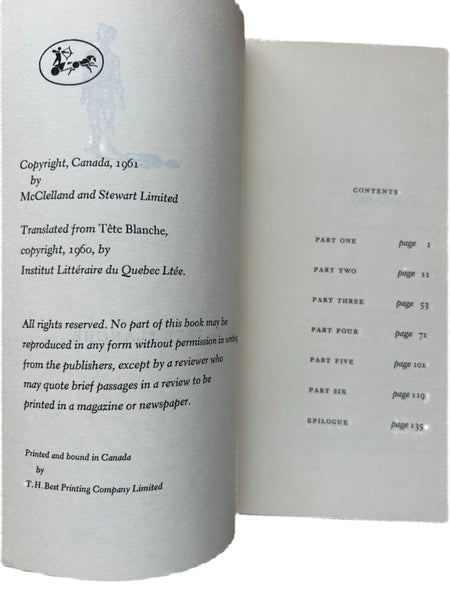 Copyright, Canada, 1961
by
McClelland and Stewart Limited
Translated from Tête Blanche,
copyright, 1960, by
Institut Littéraire du Quebec Ltée.
All rights reserved. No part of this book may be
reproduced in any form without permission in writing
from the publishers, except by a reviewer who
may quote brief passages in a review to be
printed in a magazine or newspaper.
Printed and bound in Canada
by
T. H. Best Printing Company Limited
CONTENTS
PART ONE page 1
PART TWO page 11
PART THREE page 53
PART FOUR page 71
PART FIVE page 101
PART SIX page 119
EPILOGUE page 135